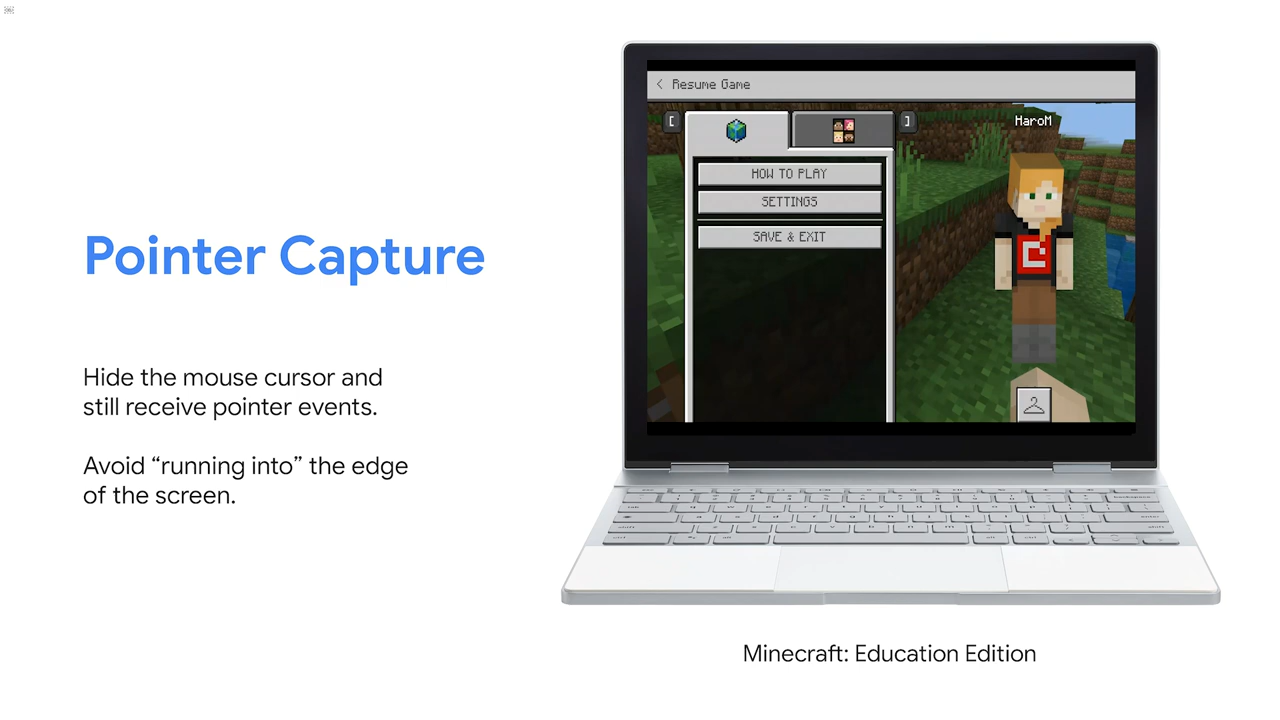 Pointer Capture
Hide the mouse cursor and
still receive pointer events.
Avoid “running into” the edge
of the screen.
Resume Game
[
]
HaroM
HOW TO PLAY
SETTINGS
SAVE & EXIT
Minecraft: Education Edition